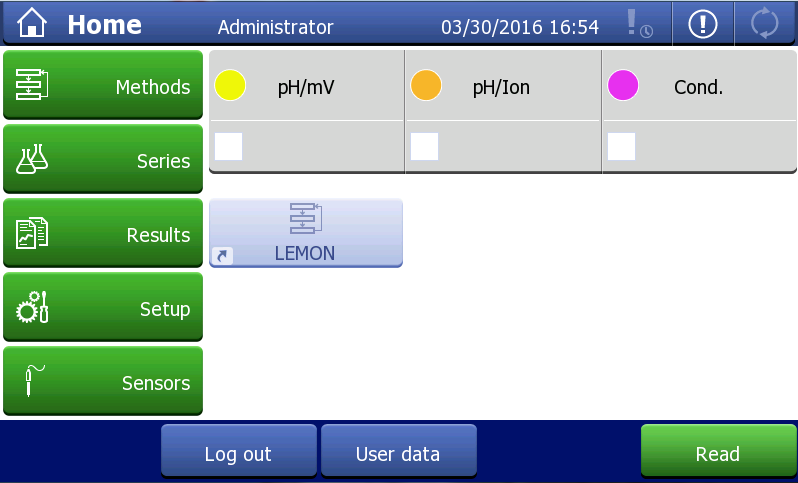 Home
Administrator
03/30/2016 16:54
Methods
Series
Results
Setup
Sensors
pH/mV
pH/Ion
Cond.
LEMON
Log out
User data
Read